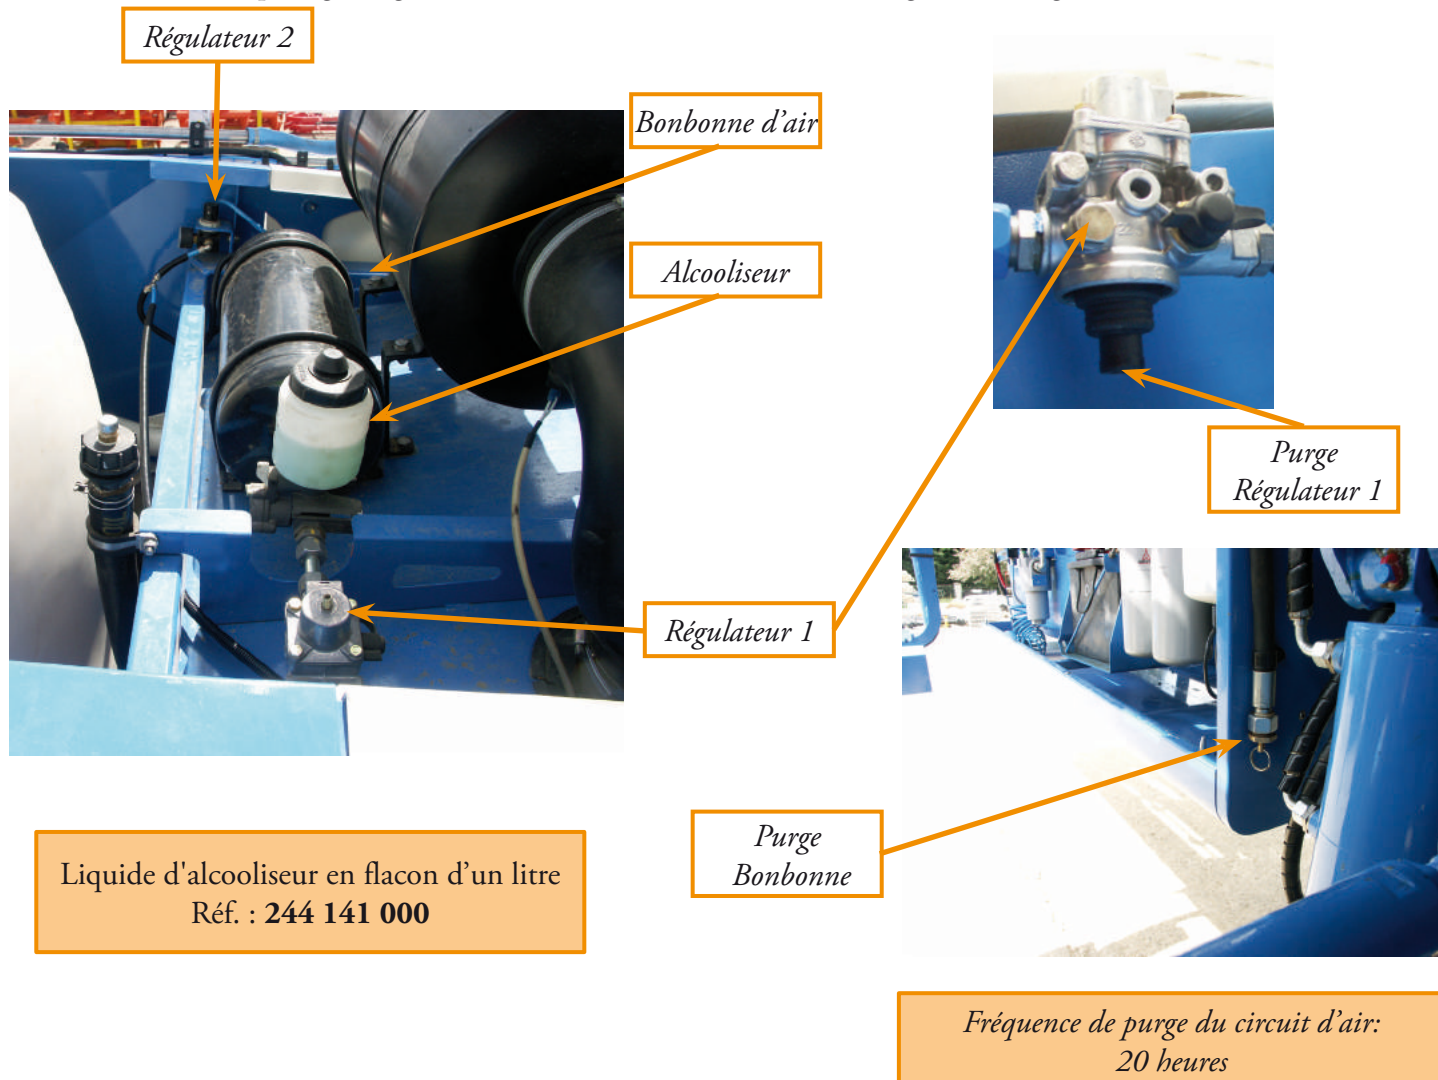 Régulateur 2
Bonbonne d'air
Alcooliseur
Purge
Régulateur 1
Régulateur 1
Purge
Bonbonne
Liquide d'alcooliseur en flacon d'un litre
Réf. : 244 141 000
Fréquence de purge du circuit d'air:
20 heures